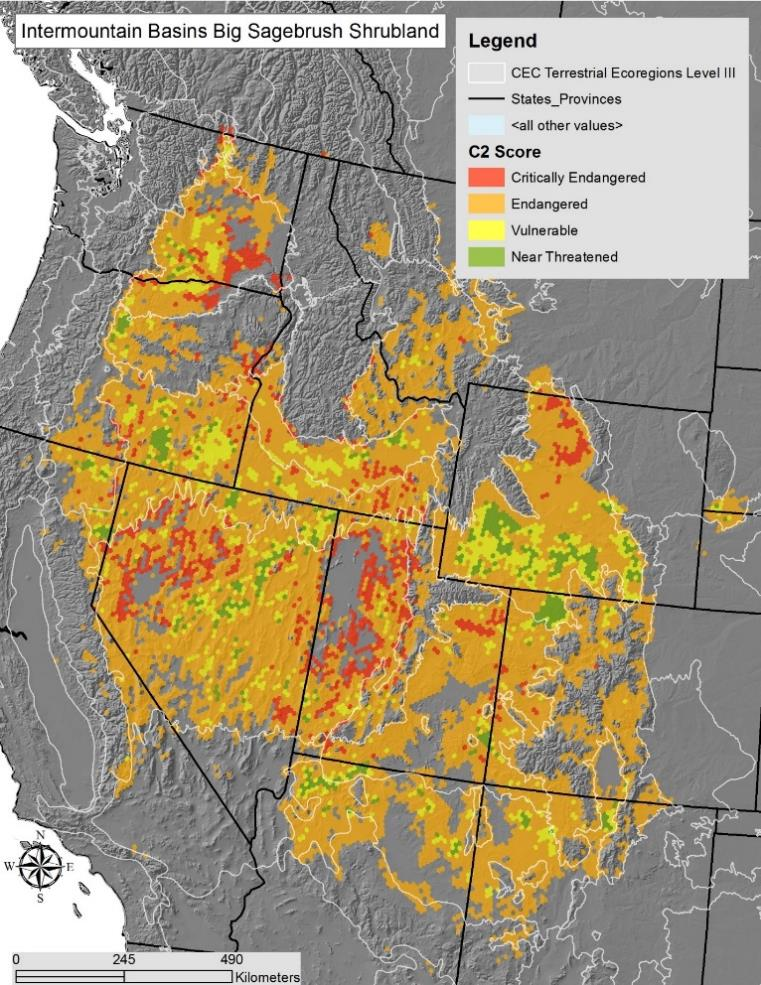 Intermountain Basins Big Sagebrush Shrubland
Legend
CEC Terrestrial Ecoregions Level III
States_Provinces
<all other values>
C2 Score
Critically Endangered
Endangered
Vulnerable
Near Threatened
N
W E
S
0 245 490
Kilometers